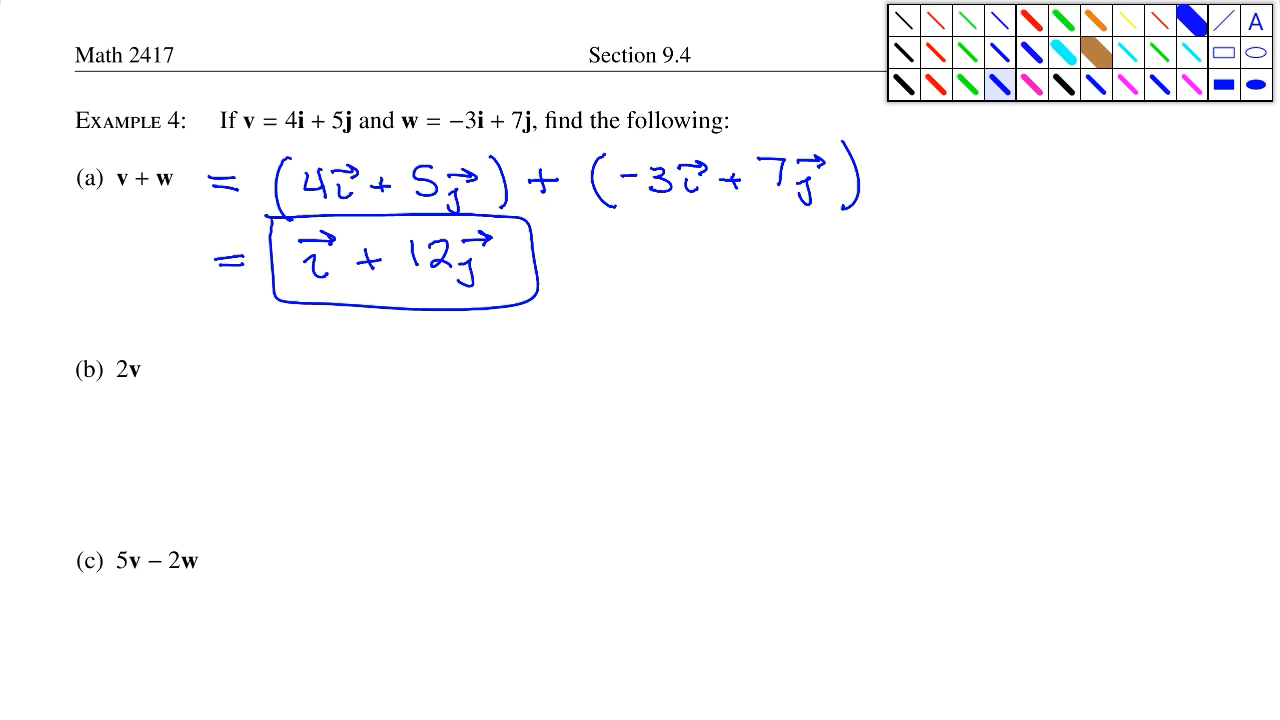 Math 2417 Section 9.4
A
EXAMPLE 4: If v = 4i + 5j and w = −3i + 7j, find the following:
(a) v + w = (4i⃗ + 5j⃗) + (-3i⃗ + 7j⃗)
= i⃗ + 12j⃗
(b) 2v
(c) 5v − 2w